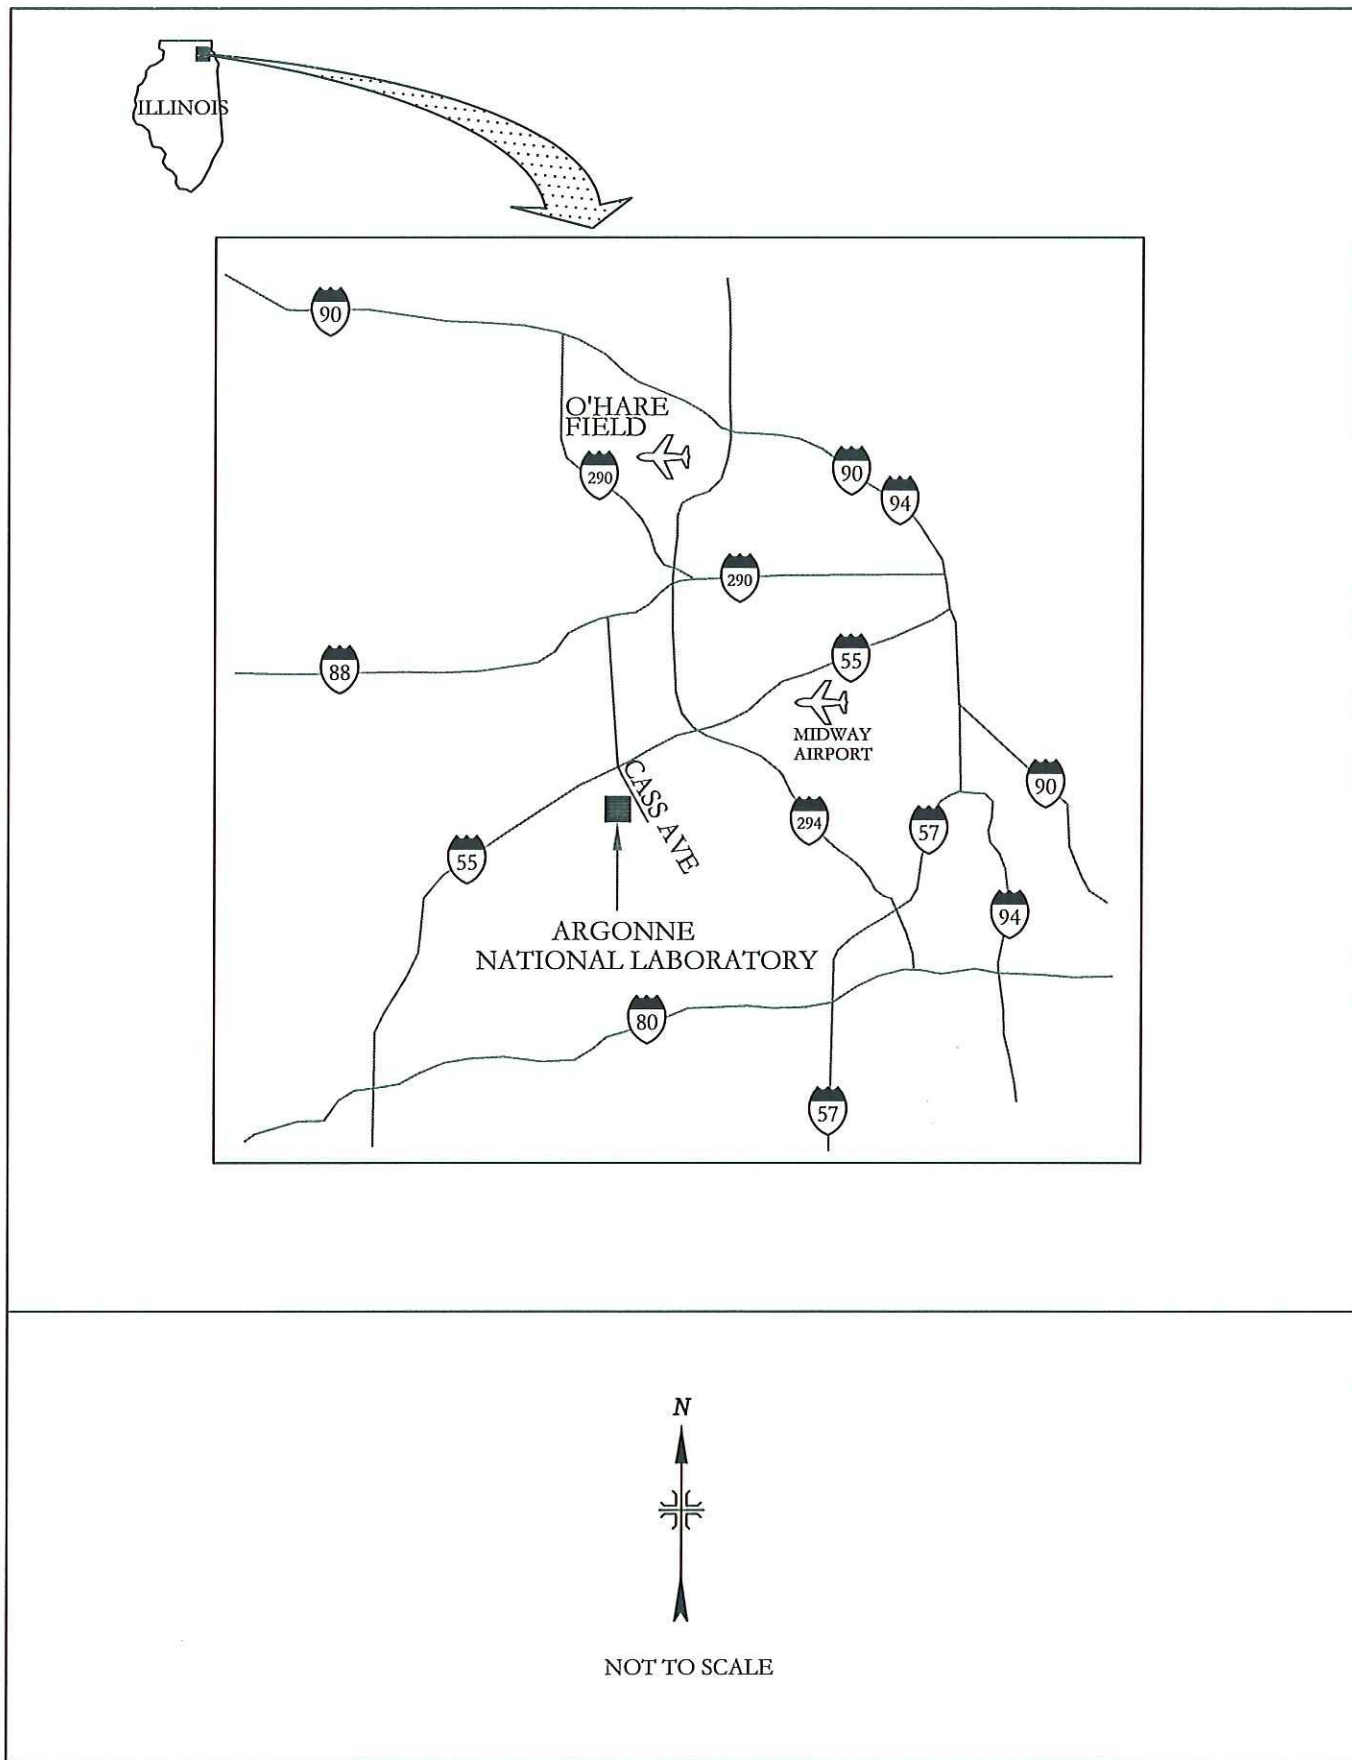 ILLINOIS
90
O'HARE
FIELD
290
90
94
290
88
55
MIDWAY
AIRPORT
90
CASS AVE
294
57
55
94
ARGONNE
NATIONAL LABORATORY
80
57
N
NOT TO SCALE